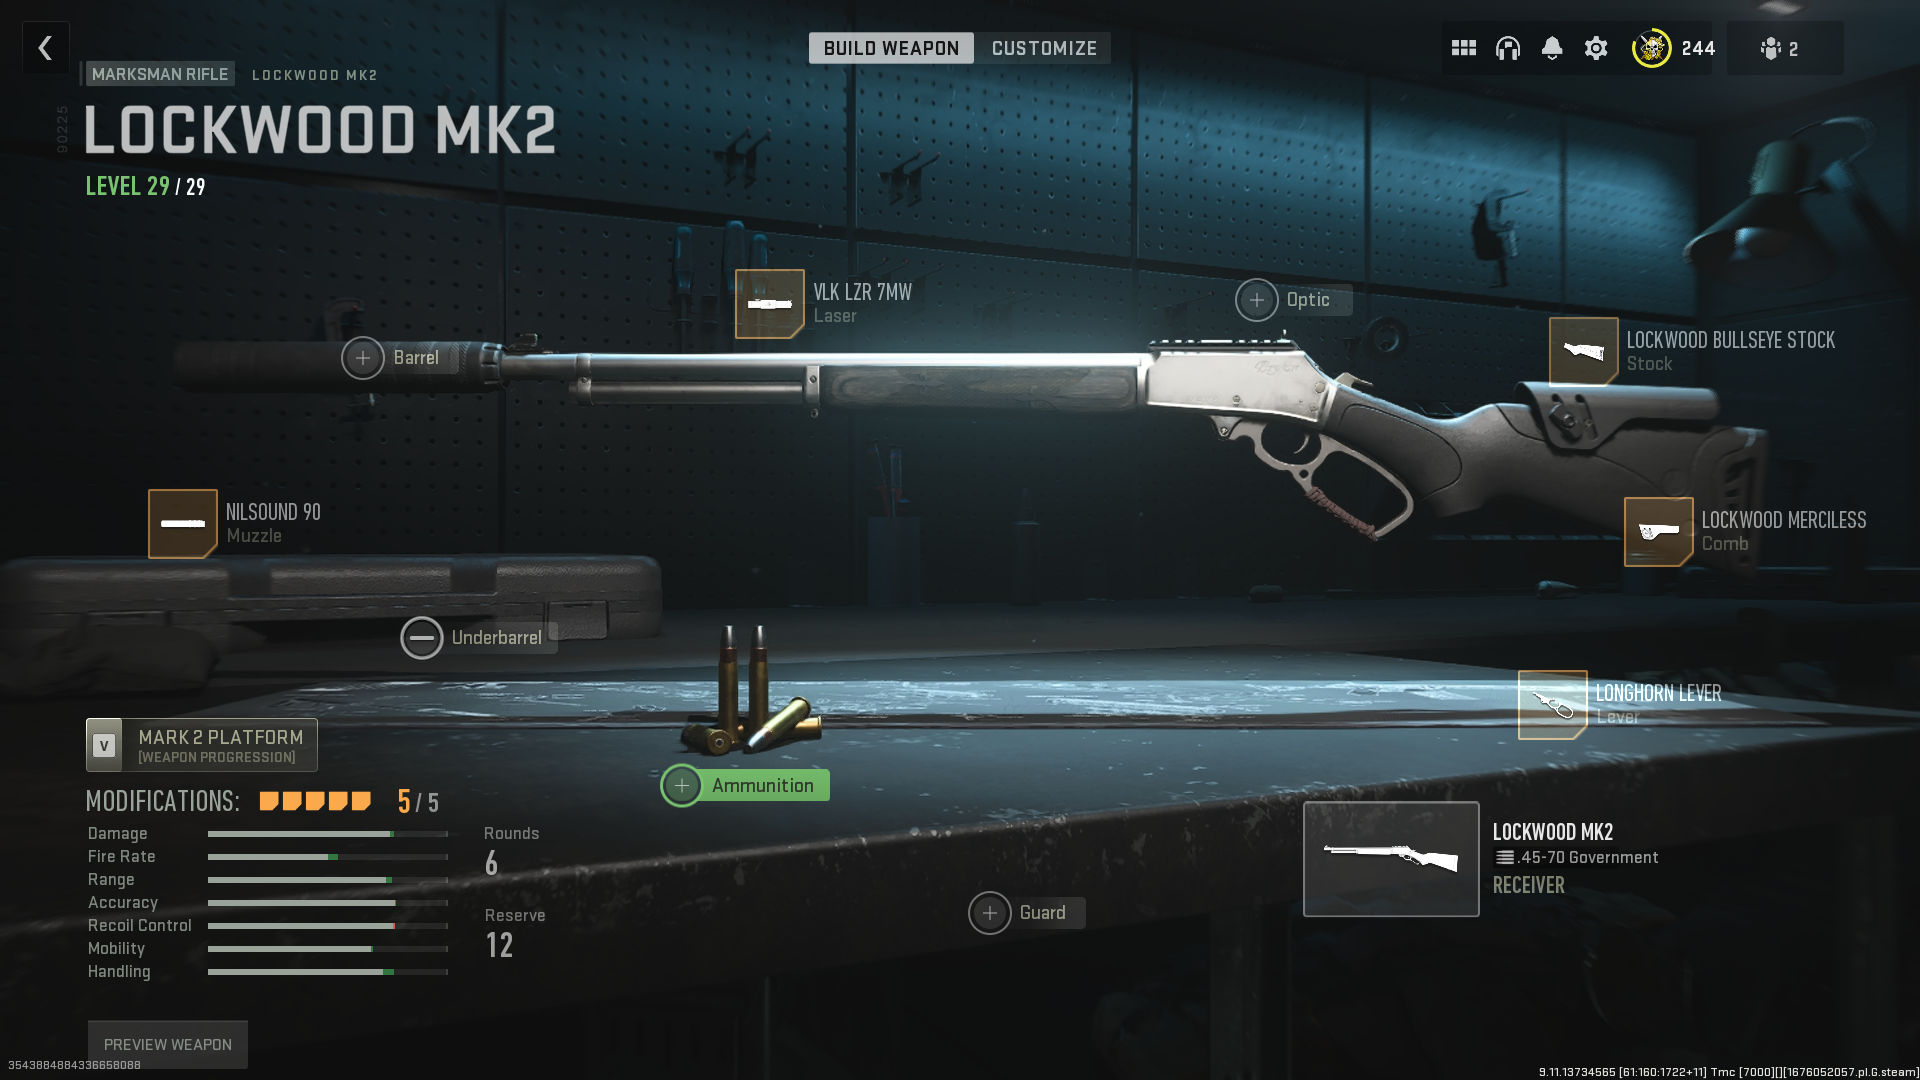 BUILD WEAPON
CUSTOMIZE
244
2
MARKSMAN RIFLE
LOCKWOOD MK2
90225
LOCKWOOD MK2
LEVEL 29 / 29
VLK LZR 7MW
Laser
Optic
LOCKWOOD BULLSEYE STOCK
Stock
Barrel
NILSOUND 90
Muzzle
LOCKWOOD MERCILESS
Comb
Underbarrel
LONGHORN LEVER
Lever
V
MARK 2 PLATFORM
[WEAPON PROGRESSION]
Ammunition
MODIFICATIONS:
5 / 5
Damage
Fire Rate
Range
Accuracy
Recoil Control
Mobility
Handling
Rounds
6
Reserve
12
LOCKWOOD MK2
.45-70 Government
RECEIVER
Guard
PREVIEW WEAPON
3543884884336658088
9.11.13734565 [61:160:1722+11] Tmc [7000][][1676052057.pl.G.steam]